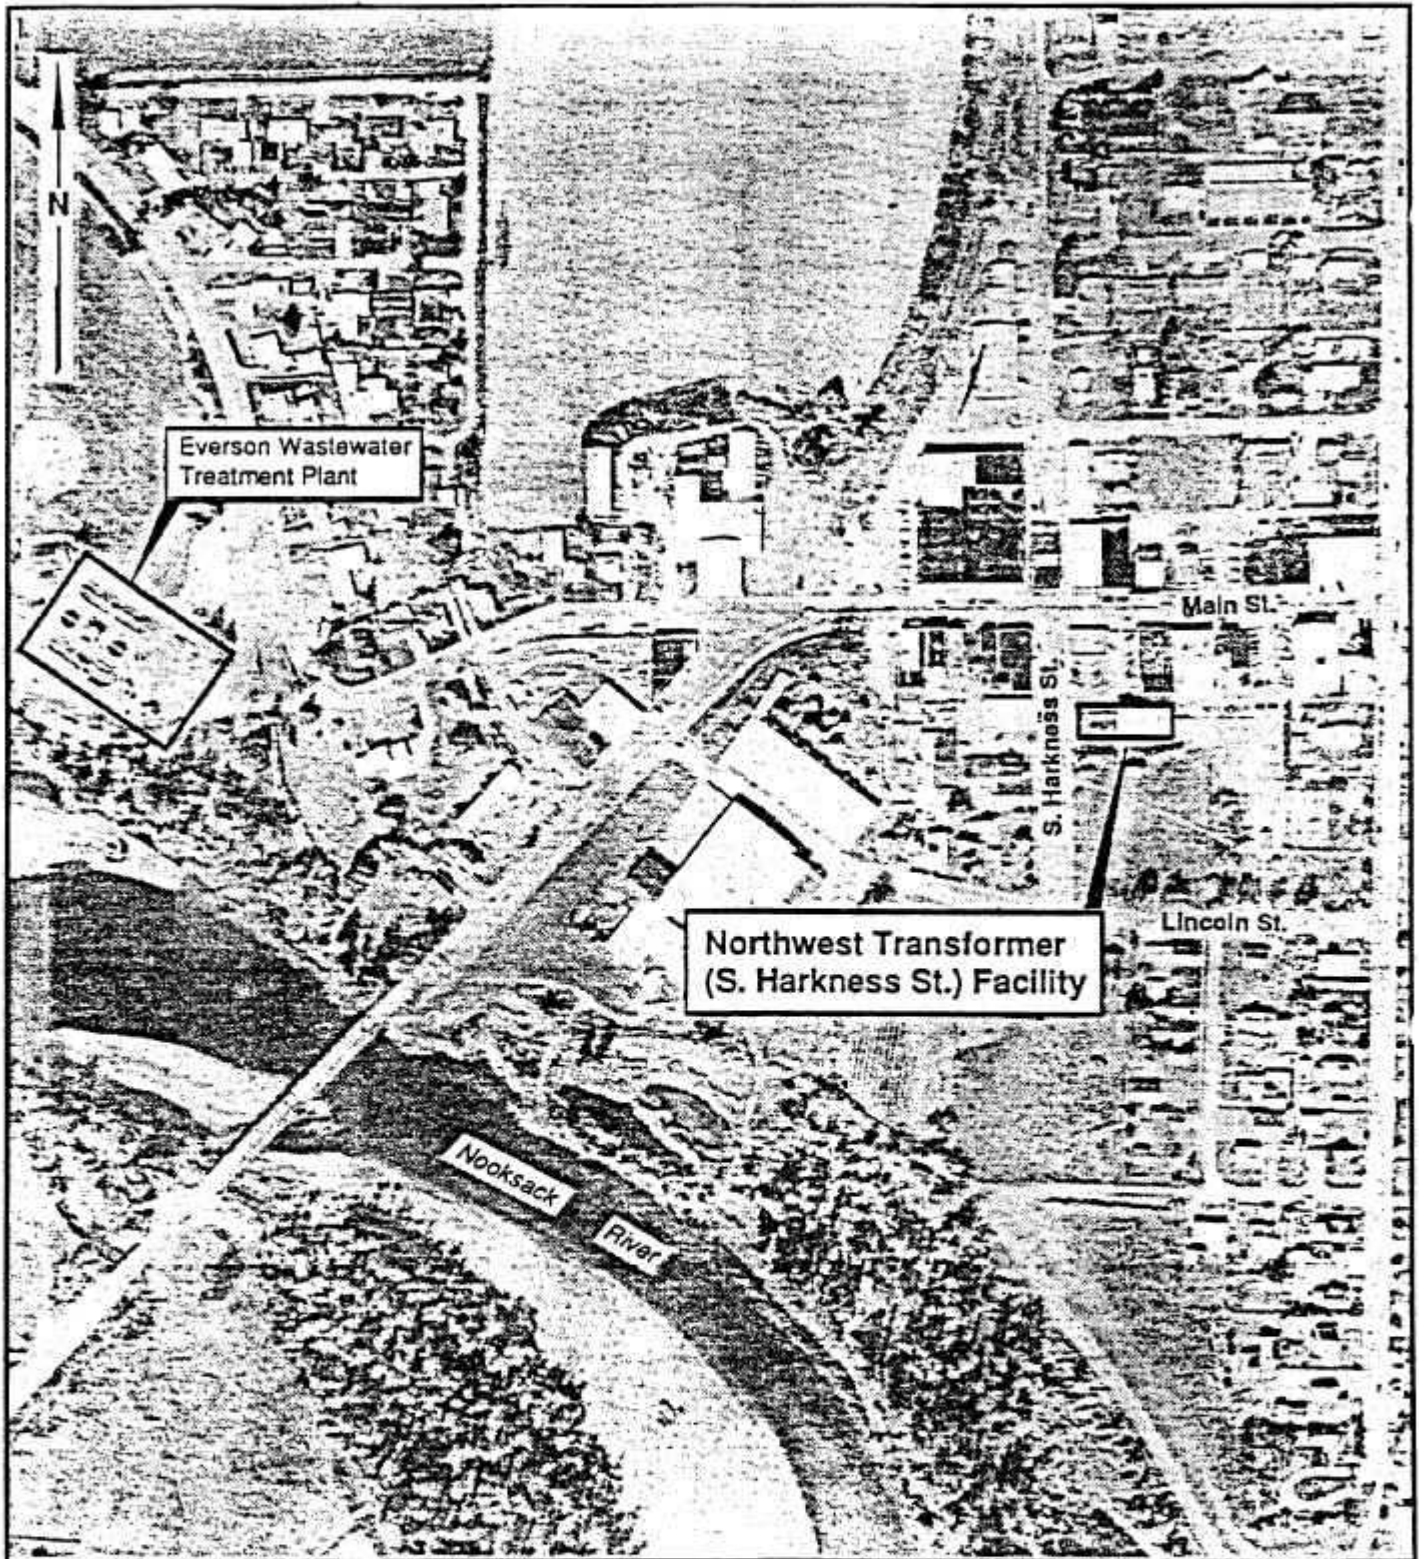 N
Everson Wastewater
Treatment Plant
Main St.
S. Harkness St.
Northwest Transformer
(S. Harkness St.) Facility
Lincoln St.
Nooksack
River